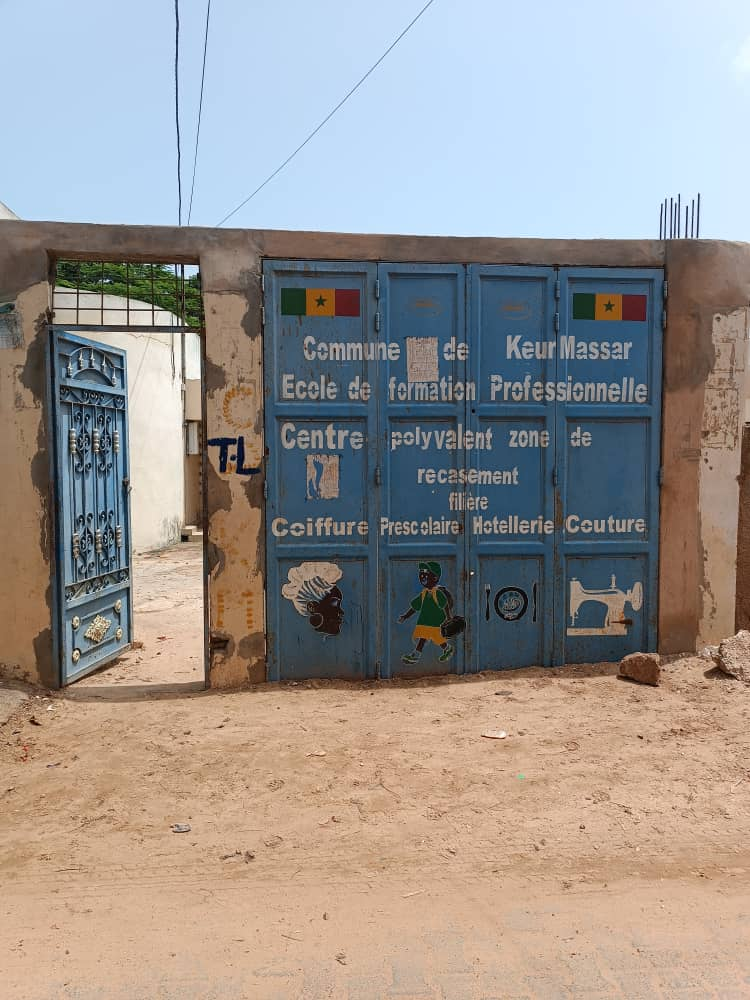 Commune de Keur Massar
Ecole de formation Professionnelle
Centre polyvalent zone de
recasement
filière
Coiffure Prescolaire Hotellerie Couture
T.L